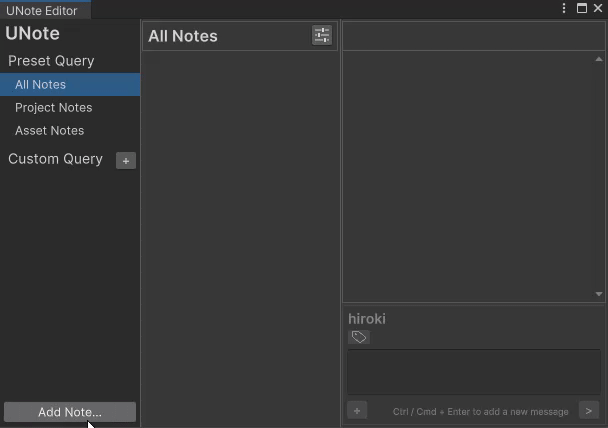 UNote Editor
UNote
Preset Query
All Notes
Project Notes
Asset Notes
Custom Query
+
Add Note...
All Notes
hiroki
+
Ctrl / Cmd + Enter to add a new message
>